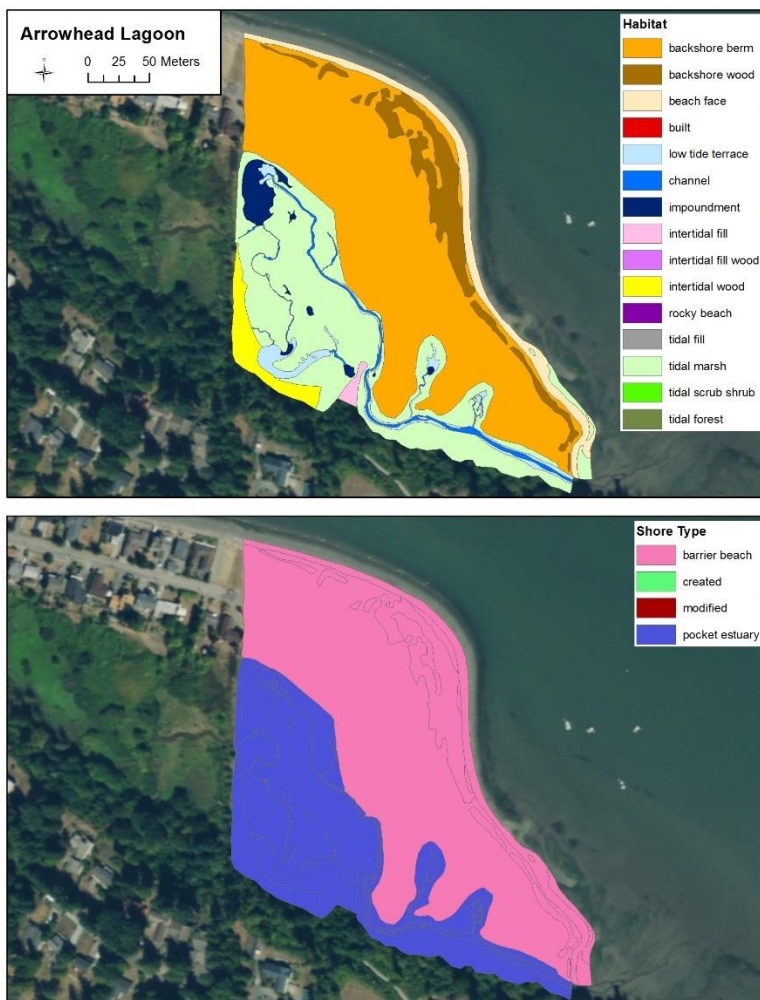 Arrowhead Lagoon
0 25 50 Meters
Habitat
backshore berm
backshore wood
beach face
built
low tide terrace
channel
impoundment
intertidal fill
intertidal fill wood
intertidal wood
rocky beach
tidal fill
tidal marsh
tidal scrub shrub
tidal forest
Shore Type
barrier beach
created
modified
pocket estuary